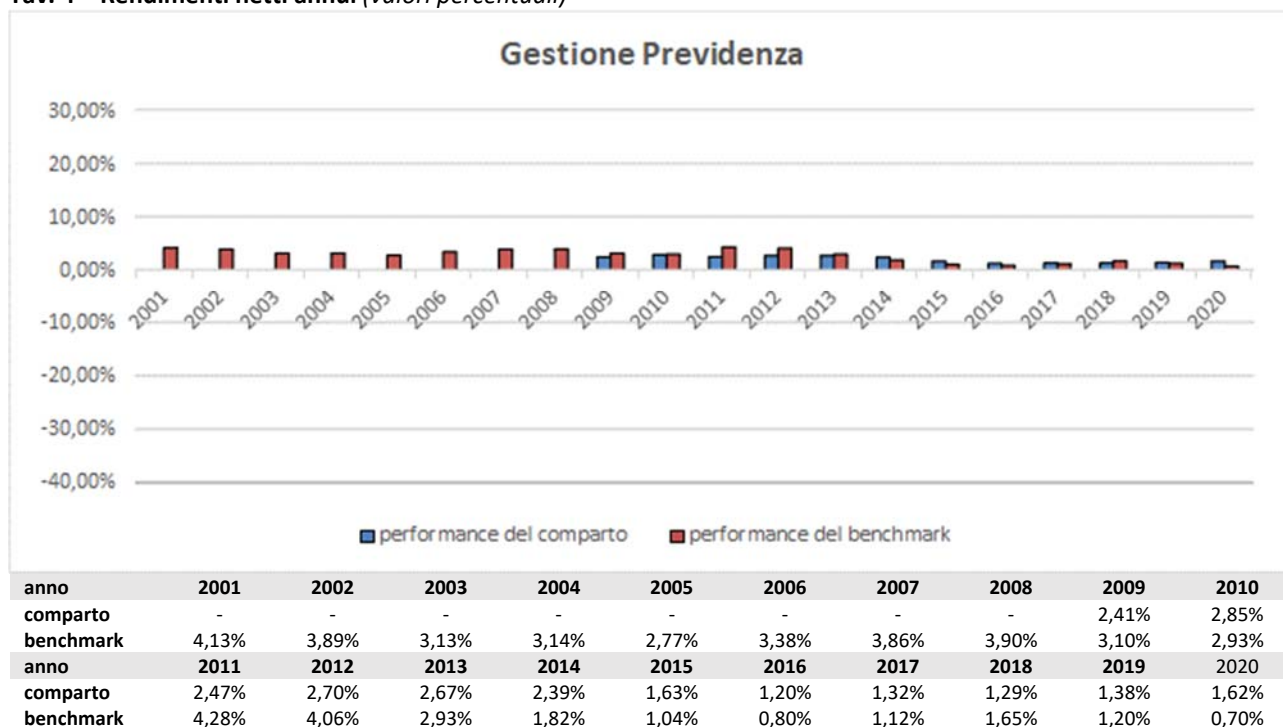 Gestione Previdenza
30,00%
20,00%
10,00%
0,00%
-10,00%
-20,00%
-30,00%
-40,00%
2001 2002 2003 2004 2005 2006 2007 2008 2009 2010 2011 2012 2013 2014 2015 2016 2017 2018 2019 2020
performance del comparto performance del benchmark
anno 2001 2002 2003 2004 2005 2006 2007 2008 2009 2010
comparto - - - - - - - - 2,41% 2,85%
benchmark 4,13% 3,89% 3,13% 3,14% 2,77% 3,38% 3,86% 3,90% 3,10% 2,93%
anno 2011 2012 2013 2014 2015 2016 2017 2018 2019 2020
comparto 2,47% 2,70% 2,67% 2,39% 1,63% 1,20% 1,32% 1,29% 1,38% 1,62%
benchmark 4,28% 4,06% 2,93% 1,82% 1,04% 0,80% 1,12% 1,65% 1,20% 0,70%